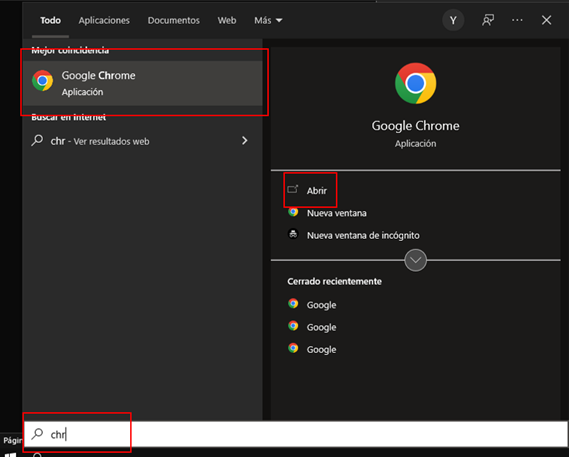 Todo Aplicaciones Documentos Web Más Y
Mejor coincidencia
Google Chrome
Aplicación
Buscar en Internet
chr - Ver resultados web
Google Chrome
Aplicación
Abrir
Nueva ventana
Nueva ventana de incógnito
Cerrado recientemente
Google
Google
Google
Págin
chr